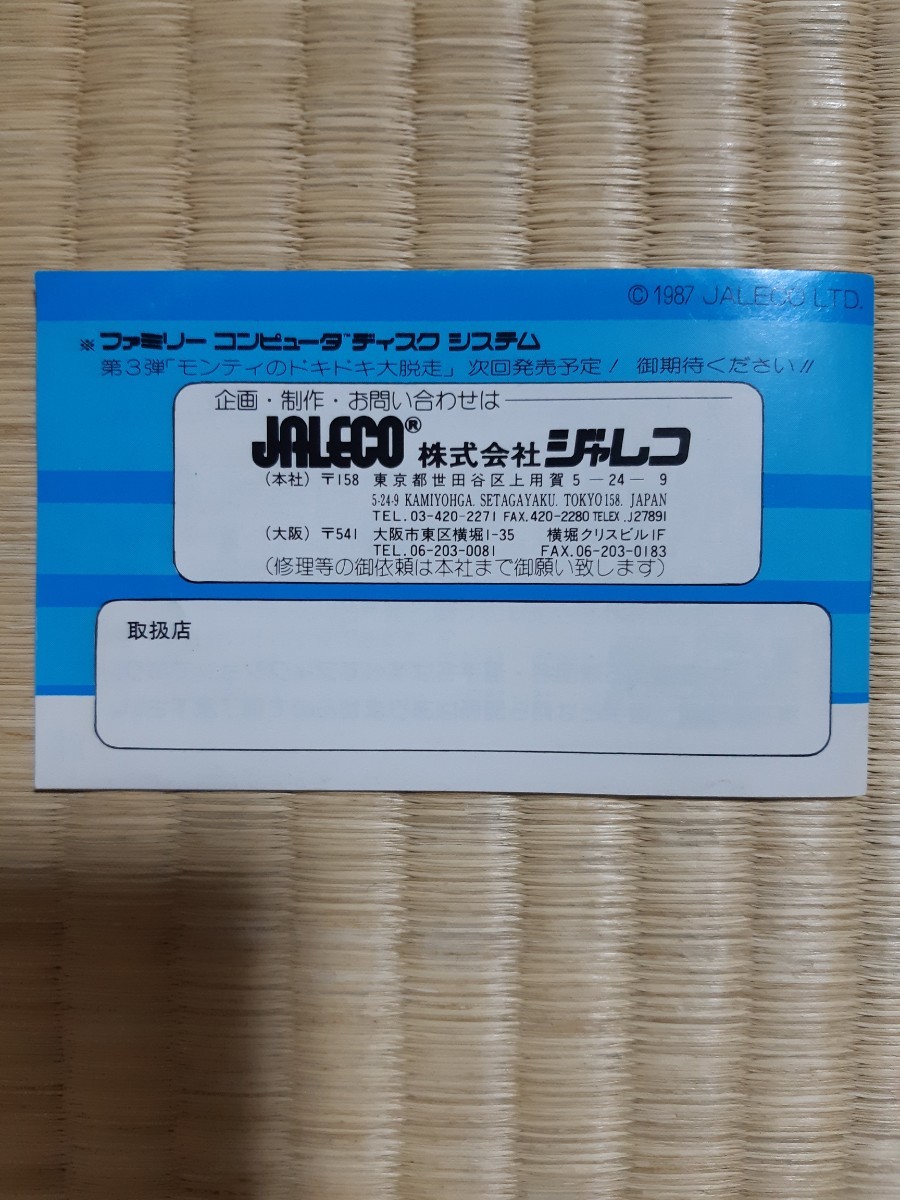 © 1987 JALECO LTD.
※ ファミリー コンピュータ ディスク システム
第3弾「モンティのドキドキ大脱走」次回発売予定! 御期待ください!!
企画・制作・お問い合わせは
JALECO® 株式会社 ジャレコ
(本社) 〒158 東京都世田谷区上用賀5-24-9
5-24-9 KAMIYOHGA. SETAGAYAKU. TOKYO 158. JAPAN
TEL. 03-420-2271 FAX. 420-2280 TELEX. J27891
(大阪) 〒541 大阪市東区横堀1-35 横堀クリスビル1F
TEL. 06-203-0081 FAX. 06-203-0183
(修理等の御依頼は本社まで御願い致します)
取扱店